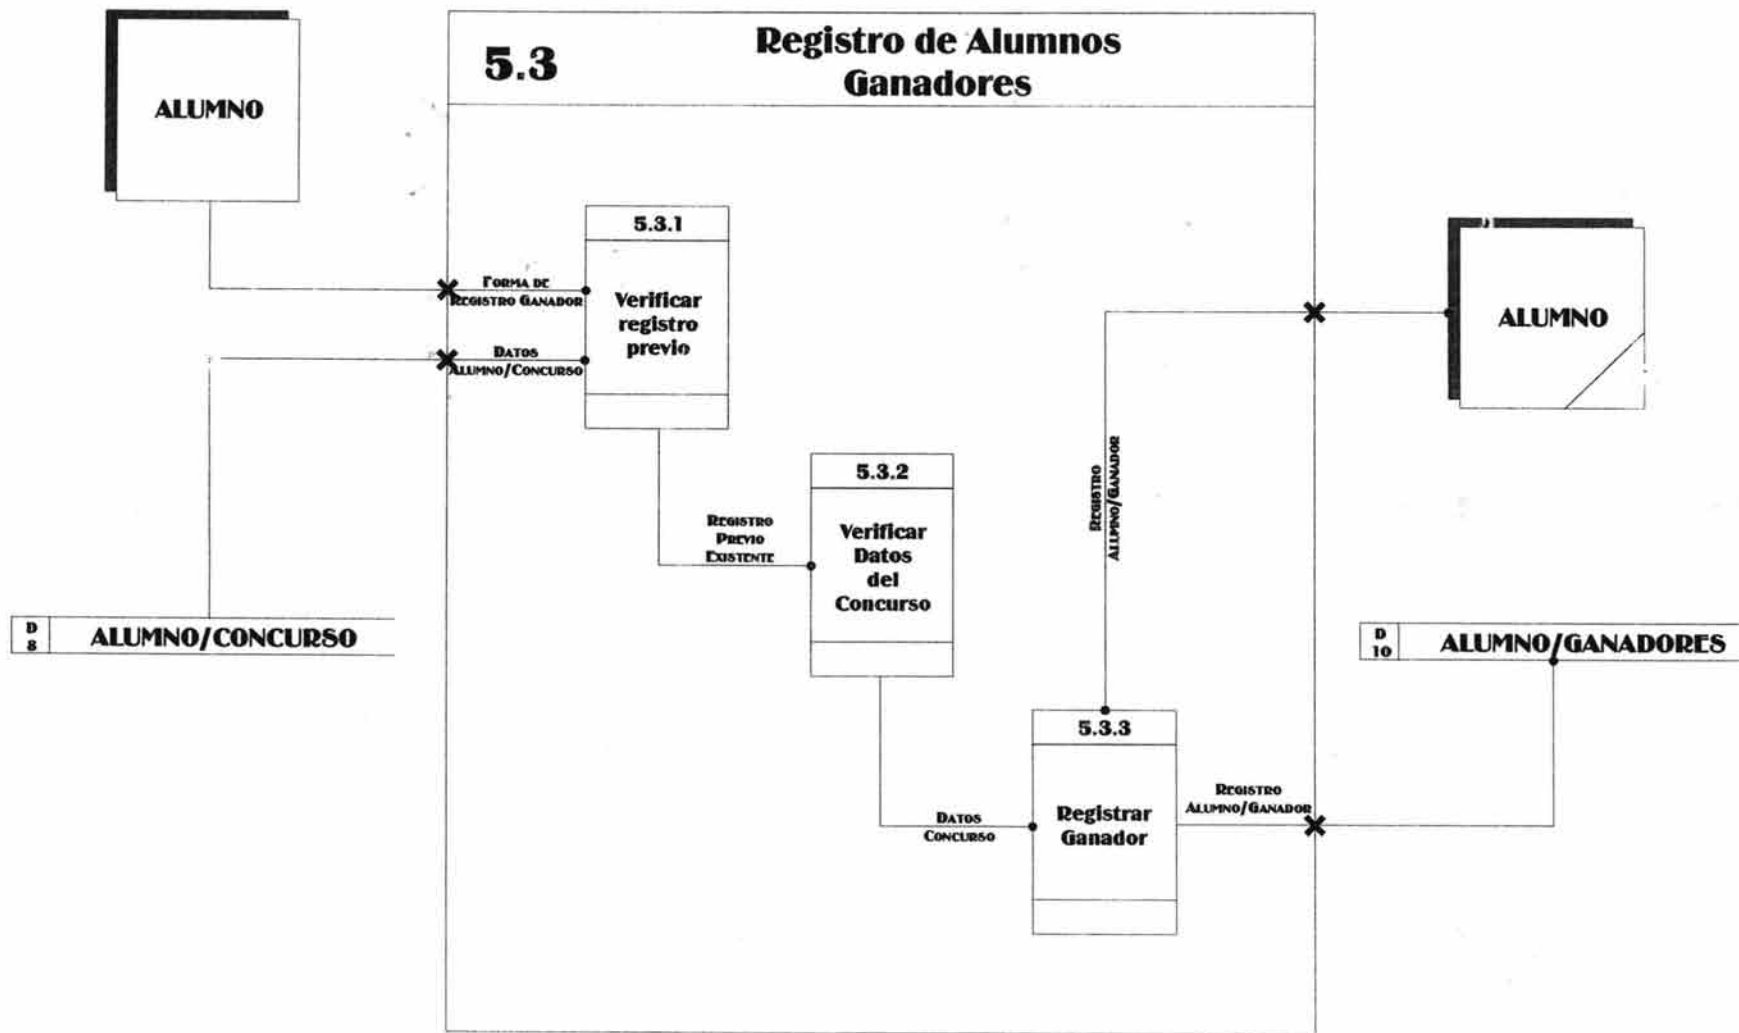 5.3
Registro de Alumnos
Ganadores
ALUMNO
5.3.1
Verificar
registro
previo
FORMA DE
REGISTRO GANADOR
DATOS
ALUMNO/CONCURSO
ALUMNO
5.3.2
Verificar
Datos
del
Concurso
REGISTRO
PREVIO
EXISTENTE
REGISTRO
ALUMNO/GANADOR
D
8
ALUMNO/CONCURSO
D
10
ALUMNO/GANADORES
5.3.3
Registrar
Ganador
DATOS
CONCURSO
REGISTRO
ALUMNO/GANADOR